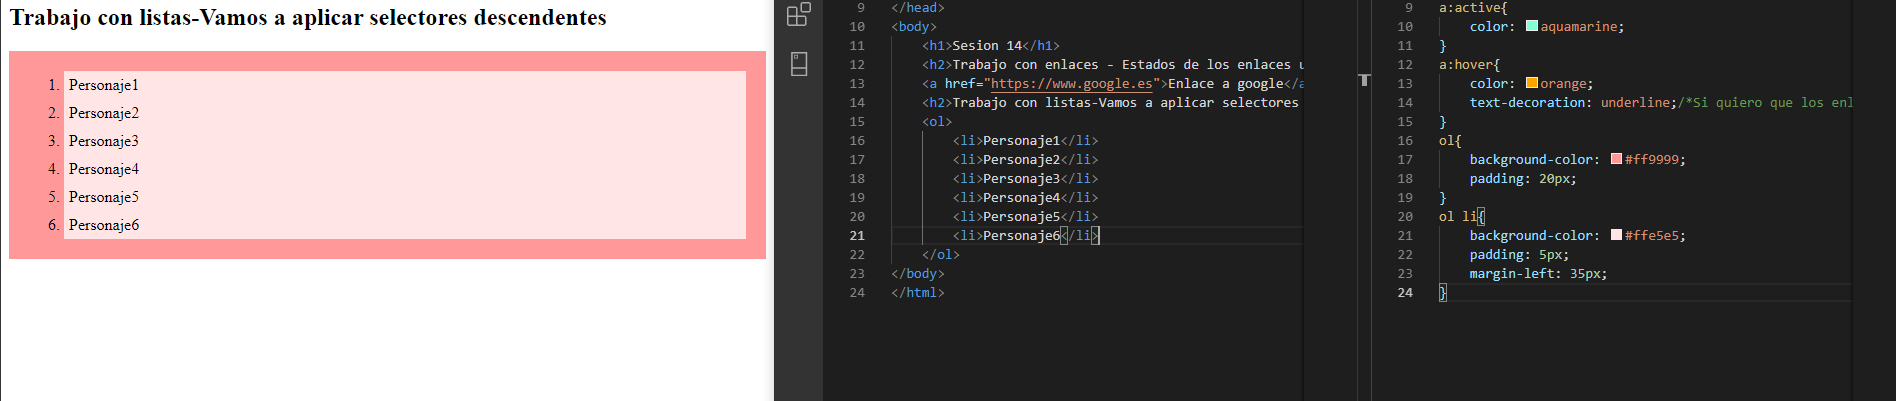 Trabajo con listas-Vamos a aplicar selectores descendentes
1. Personaje1
2. Personaje2
3. Personaje3
4. Personaje4
5. Personaje5
6. Personaje6
9 </head>
10 <body>
11 <h1>Sesion 14</h1>
12 <h2>Trabajo con enlaces - Estados de los enlaces u
13 <a href="https://www.google.es">Enlace a google</a
14 <h2>Trabajo con listas-Vamos a aplicar selectores
15 <ol>
16 <li>Personaje1</li>
17 <li>Personaje2</li>
18 <li>Personaje3</li>
19 <li>Personaje4</li>
20 <li>Personaje5</li>
21 <li>Personaje6</li>
22 </ol>
23 </body>
24 </html>
9 a:active{
10 color: aquamarine;
11 }
12 a:hover{
13 color: orange;
14 text-decoration: underline;/*Si quiero que los enl
15 }
16 ol{
17 background-color: #ff9999;
18 padding: 20px;
19 }
20 ol li{
21 background-color: #ffe5e5;
22 padding: 5px;
23 margin-left: 35px;
24 }